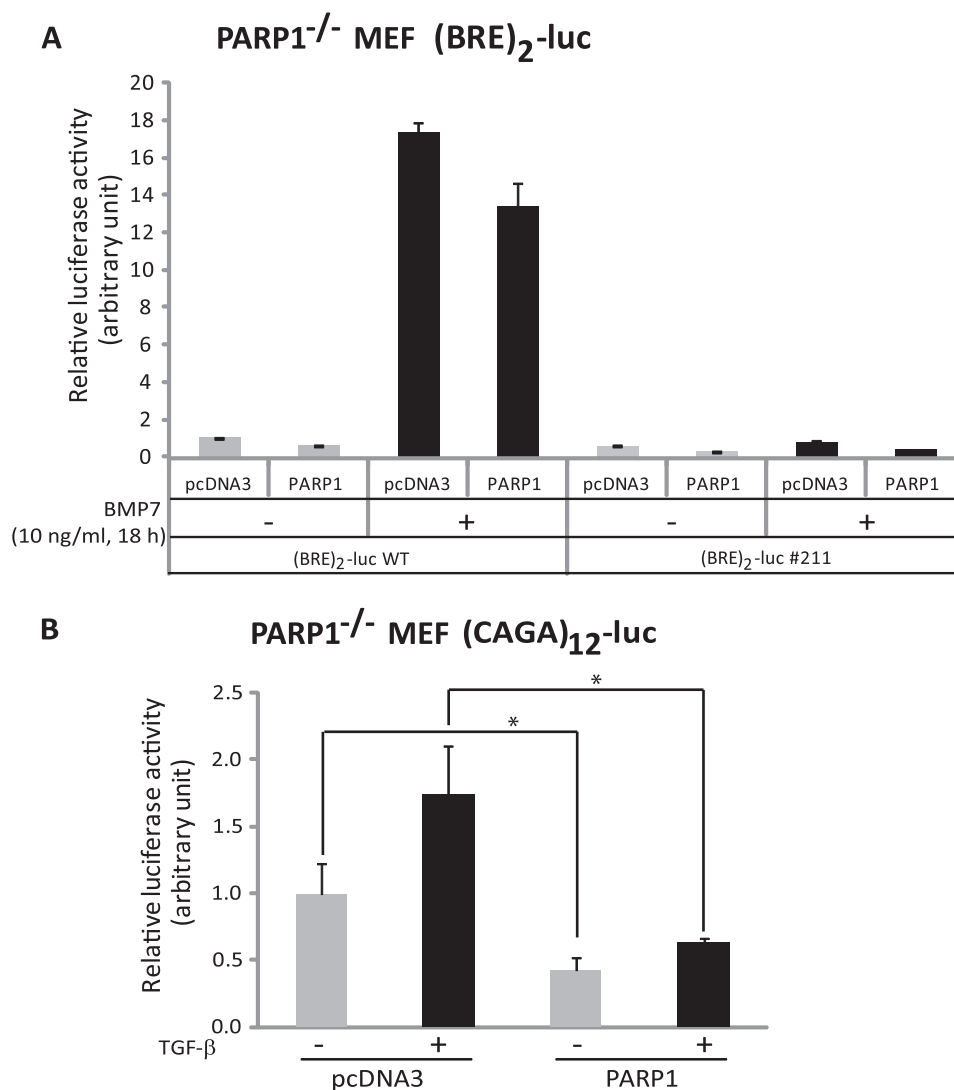 A
PARP1-/- MEF (BRE)2-luc
Relative luciferase activity
(arbitrary unit)
20
18
16
14
12
10
8
6
4
2
0
pcDNA3 PARP1 pcDNA3 PARP1 pcDNA3 PARP1 pcDNA3 PARP1
BMP7
(10 ng/ml, 18 h)
- + - +
(BRE)2-luc WT (BRE)2-luc #211
B
PARP1-/- MEF (CAGA)12-luc
Relative luciferase activity
(arbitrary unit)
2.5
2.0
1.5
1.0
0.5
0.0
*
*
TGF-β - + - +
pcDNA3 PARP1